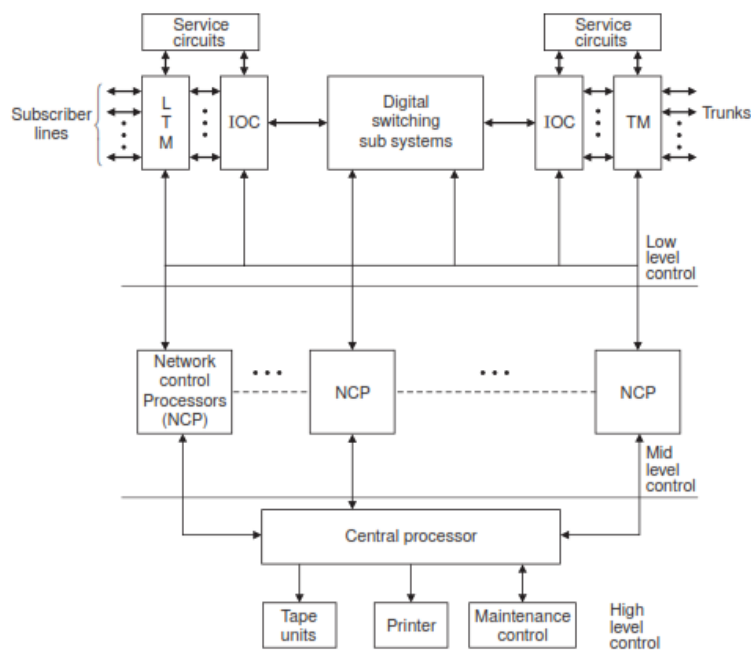 Service
circuits
Service
circuits
Subscriber
lines
L
T
M
IOC
Digital
switching
sub systems
IOC
TM
Trunks
Low
level
control
Network
control
Processors
(NCP)
NCP
NCP
Mid
level
control
Central processor
Tape
units
Printer
Maintenance
control
High
level
control